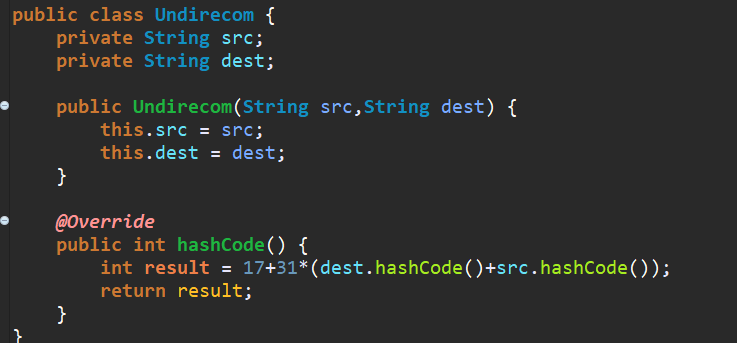 public class Undirecom {
    private String src;
    private String dest;
    public Undirecom(String src,String dest) {
        this.src = src;
        this.dest = dest;
    }
    @Override
    public int hashCode() {
        int result = 17+31*(dest.hashCode()+src.hashCode());
        return result;
    }
}